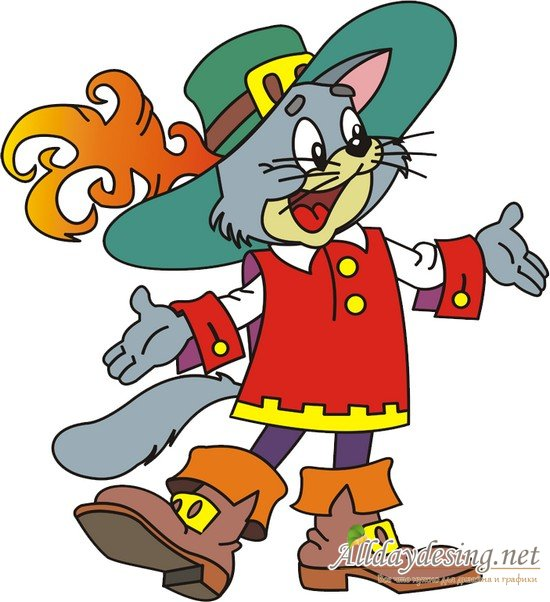 Alldaydesing.net
Все что нужно для дизайна и графики